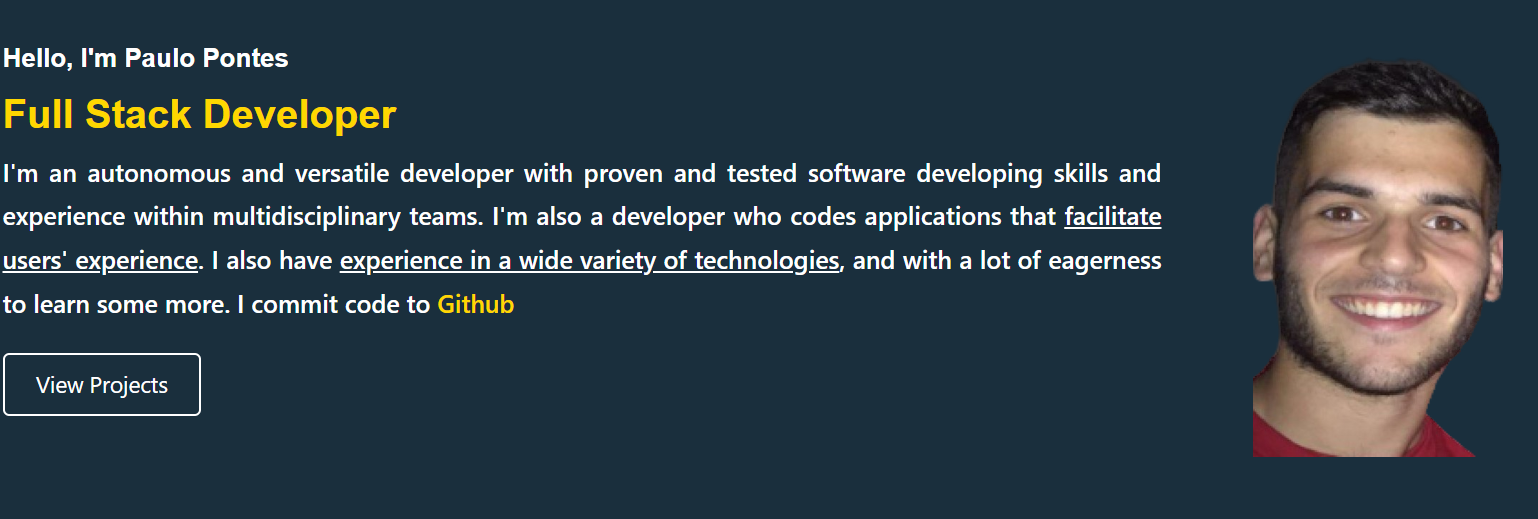 Hello, I'm Paulo Pontes
Full Stack Developer
I'm an autonomous and versatile developer with proven and tested software developing skills and
experience within multidisciplinary teams. I'm also a developer who codes applications that facilitate
users' experience. I also have experience in a wide variety of technologies, and with a lot of eagerness
to learn some more. I commit code to Github
View Projects